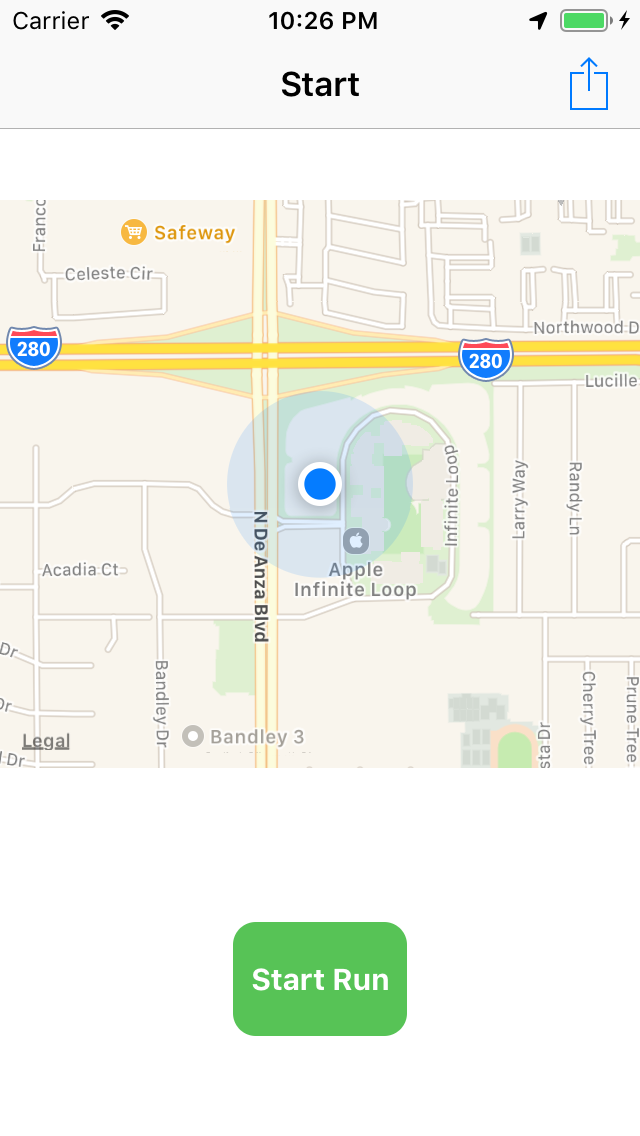 Carrier 10:26 PM
Start
Franco
Safeway
Celeste Cir
Northwood D
280
280
Lucille
Infinite Loop
Larry Way
Randy Ln
N De Anza Blvd
Acadia Ct
Apple
Infinite Loop
Dr
Bandley Dr
Cherry Tree
Prune Tree
Dr
Bandley 3
Legal
Dr
Start Run